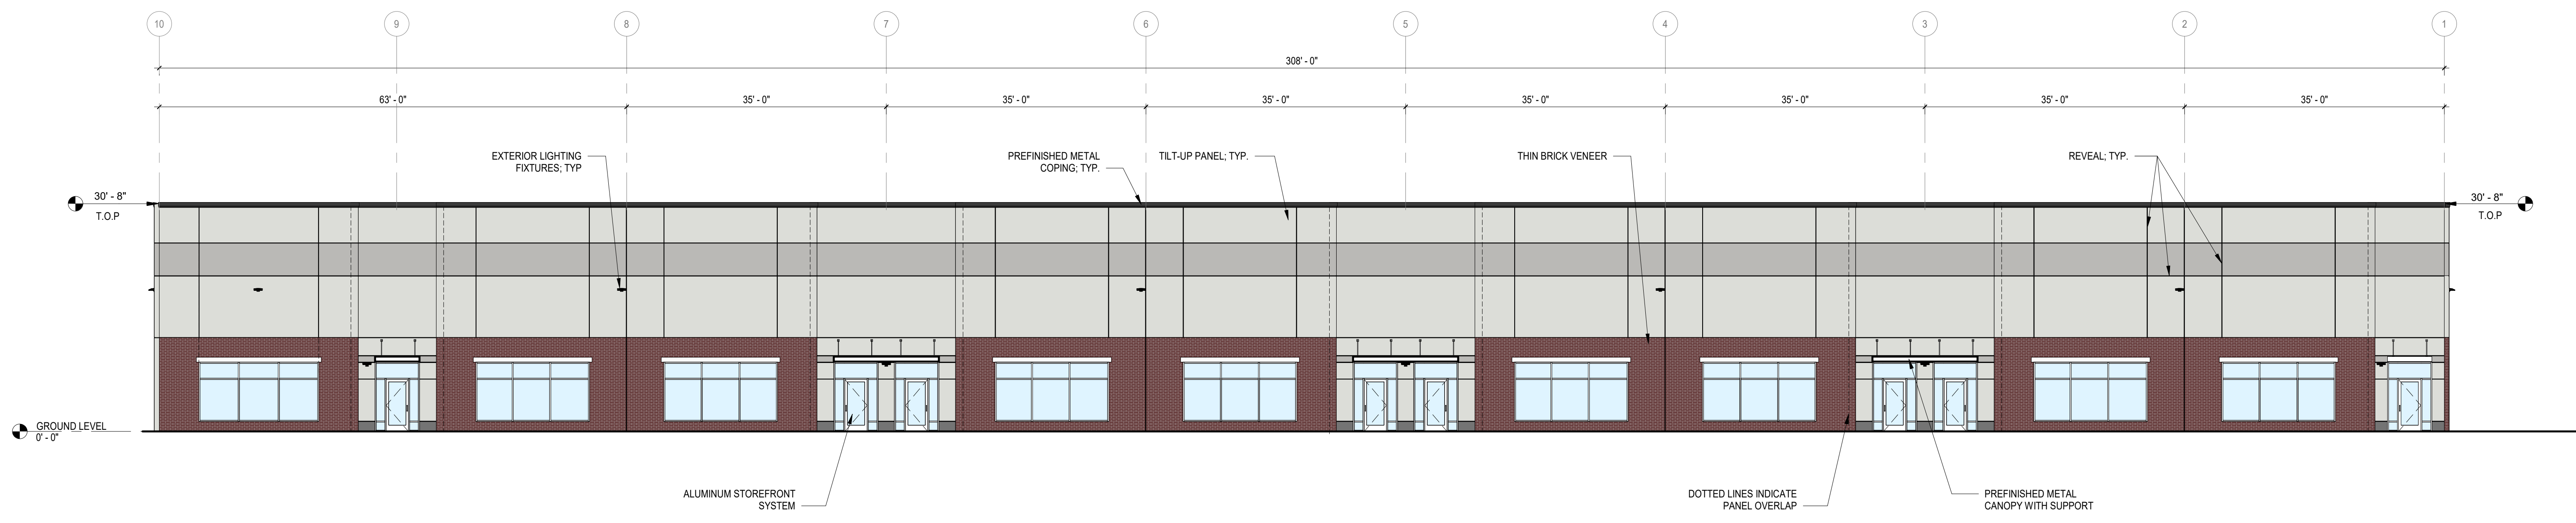 10 9 8 7 6 5 4 3 2 1
308' - 0"
63' - 0" 35' - 0" 35' - 0" 35' - 0" 35' - 0" 35' - 0" 35' - 0" 35' - 0"
EXTERIOR LIGHTING
FIXTURES; TYP
PREFINISHED METAL
COPING; TYP.
TILT-UP PANEL; TYP.
THIN BRICK VENEER
REVEAL; TYP.
30' - 8"
T.O.P
30' - 8"
T.O.P
GROUND LEVEL
0' - 0"
ALUMINUM STOREFRONT
SYSTEM
DOTTED LINES INDICATE
PANEL OVERLAP
PREFINISHED METAL
CANOPY WITH SUPPORT